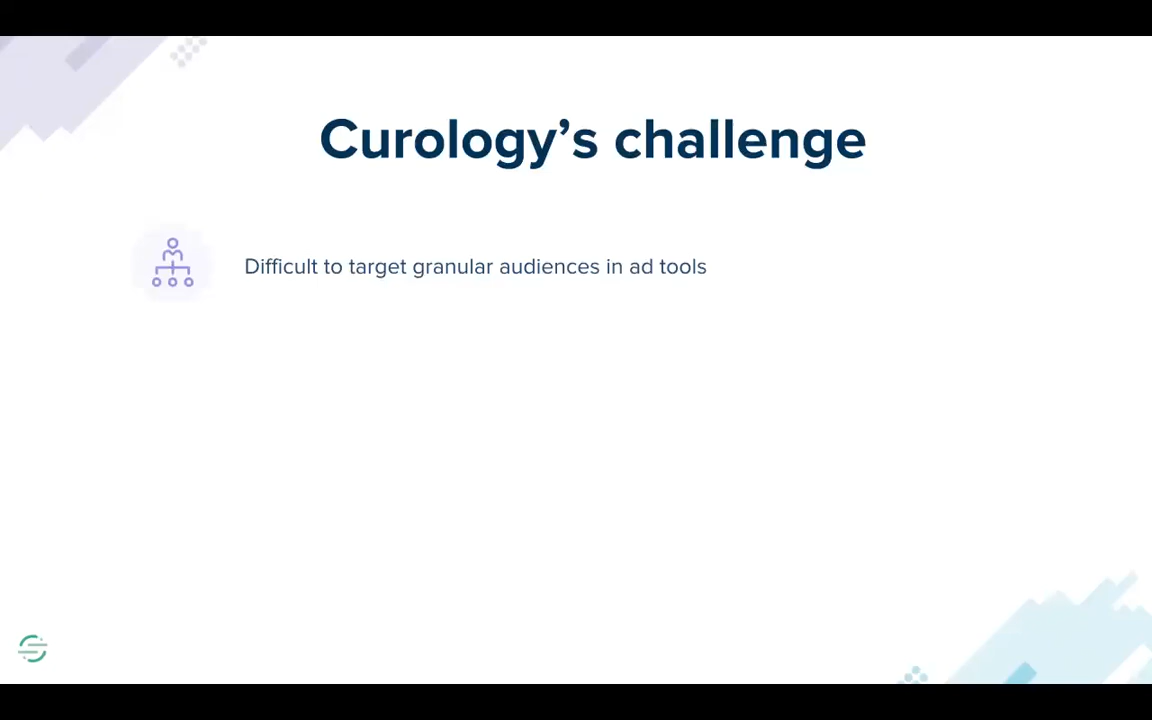 Curology’s challenge
Difficult to target granular audiences in ad tools